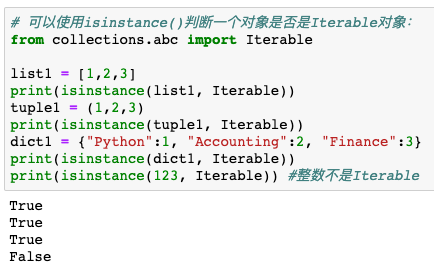 # 可以使用isinstance()判断一个对象是否是Iterable对象：
from collections.abc import Iterable
list1 = [1,2,3]
print(isinstance(list1, Iterable))
tuple1 = (1,2,3)
print(isinstance(tuple1, Iterable))
dict1 = {"Python":1, "Accounting":2, "Finance":3}
print(isinstance(dict1, Iterable))
print(isinstance(123, Iterable)) #整数不是Iterable
True
True
True
False